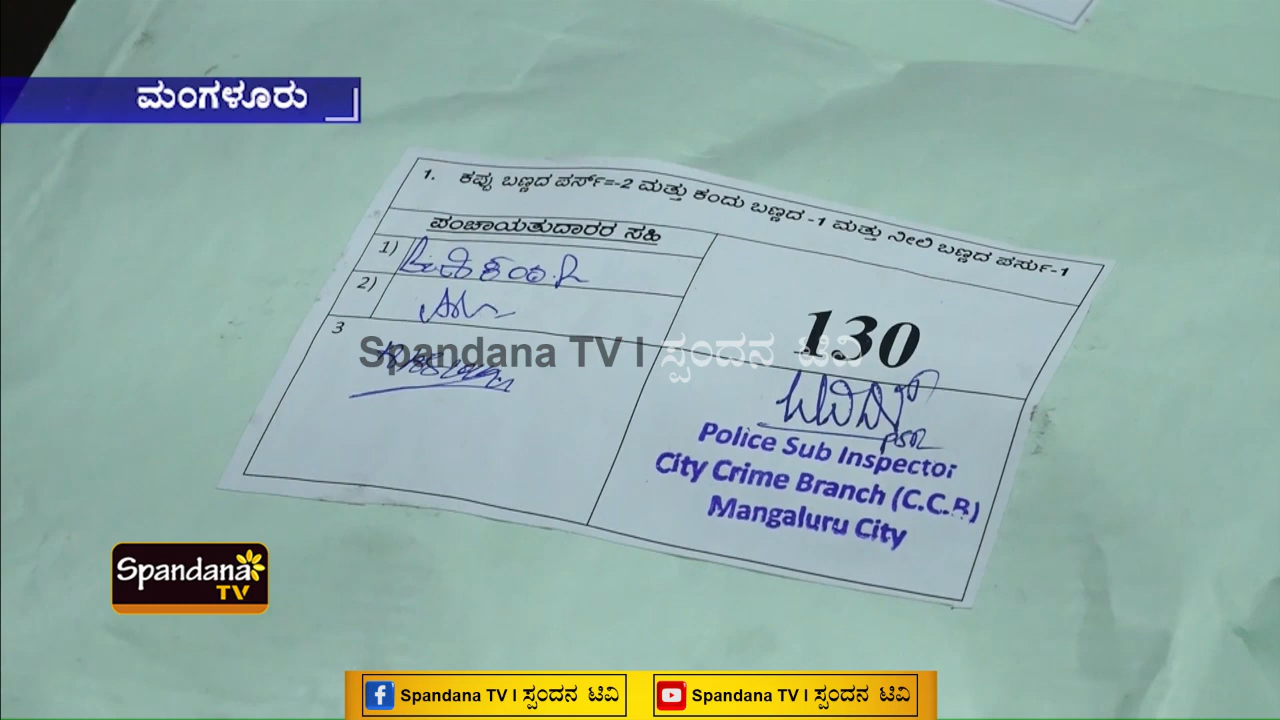 ಮಂಗಳೂರು
1. ಕಪ್ಪು ಬಣ್ಣದ ಪರ್ಸ್=-2 ಮತ್ತು ಕಂದು ಬಣ್ಣದ -1 ಮತ್ತು ನೀಲಿ ಬಣ್ಣದ ಪರ್ಸು-1
ಪಂಚಾಯತುದಾರರ ಸಹಿ
1)
2)
3
130
Spandana TV l ಸ್ಪಂದನ ಟಿವಿ
PSI
Police Sub Inspector
City Crime Branch (C.C.B)
Mangaluru City
Spandana
TV
Spandana TV l ಸ್ಪಂದನ ಟಿವಿ
Spandana TV l ಸ್ಪಂದನ ಟಿವಿ